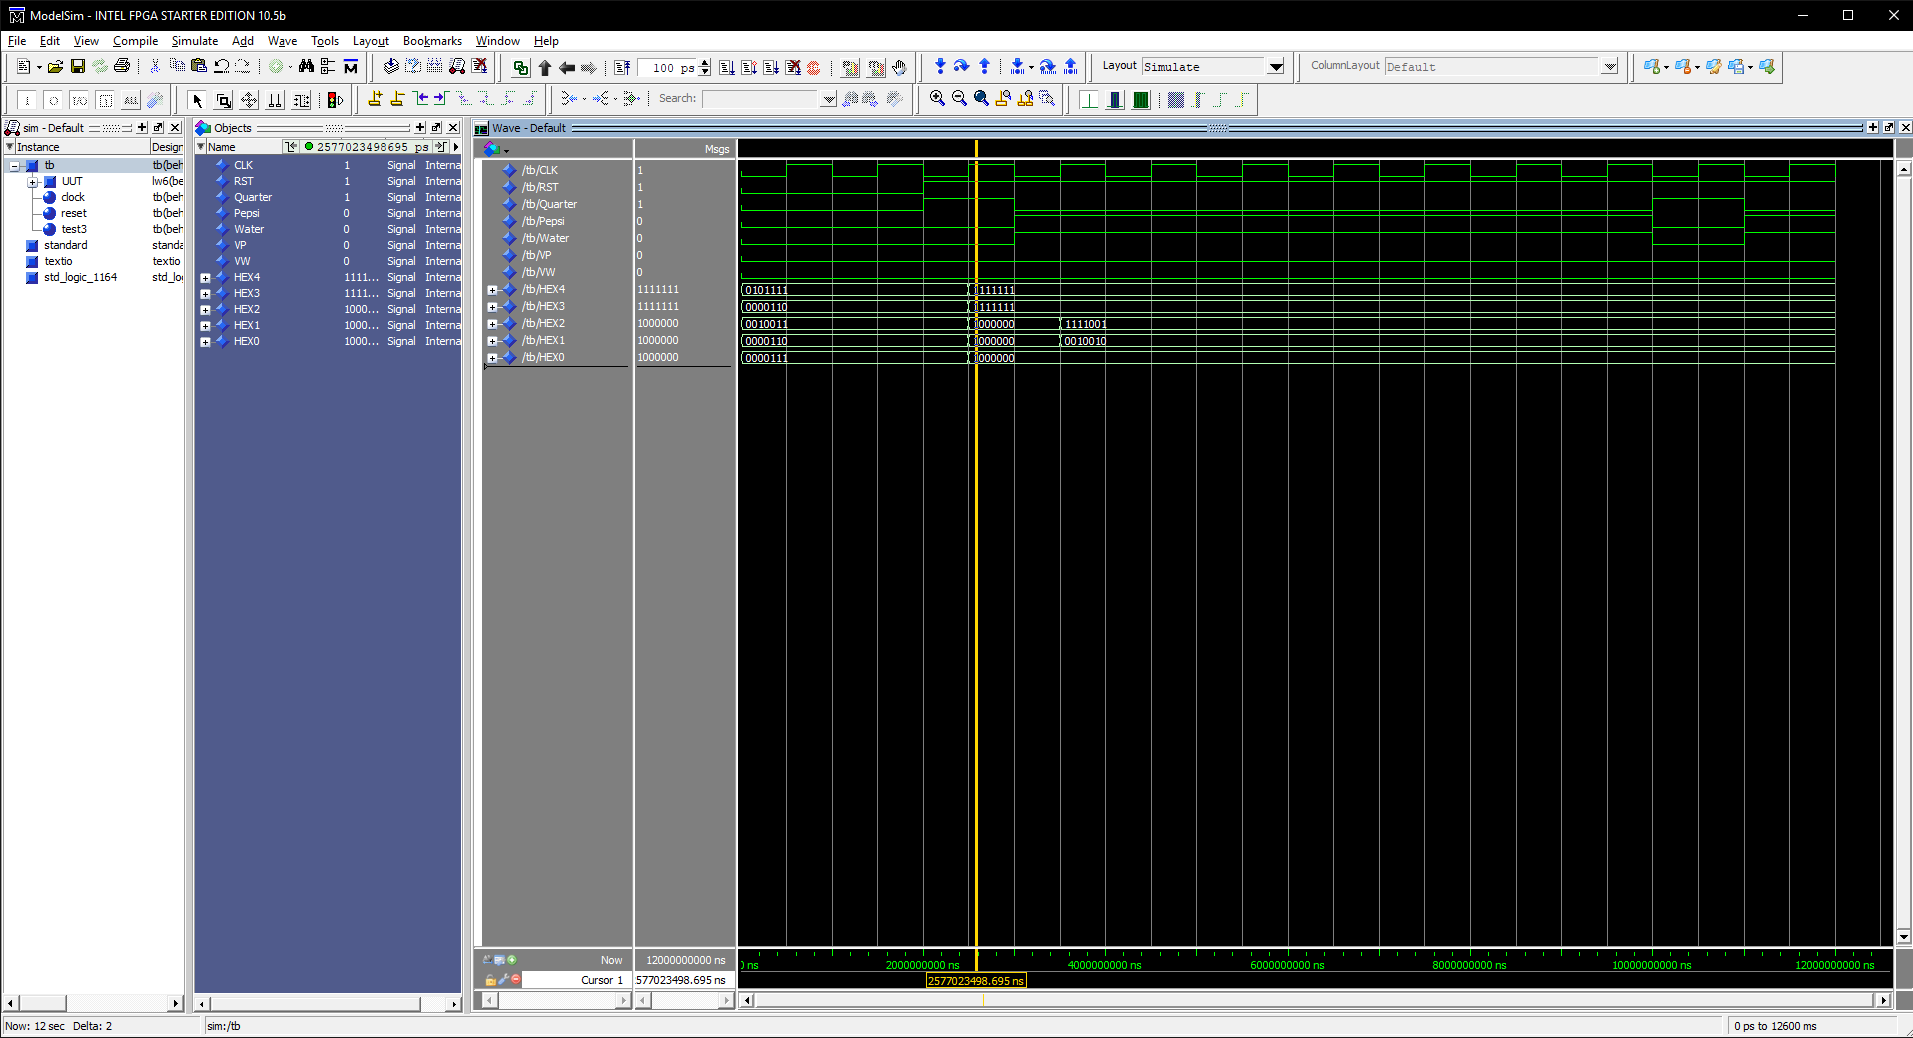 ModelSim - INTEL FPGA STARTER EDITION 10.5b
File Edit View Compile Simulate Add Wave Tools Layout Bookmarks Window Help
100 ps
Layout Simulate
ColumnLayout Default
ALL
Search:
sim - Default
Instance Design
tb tb(beh
UUT lw6(be
clock tb(beh
reset tb(beh
test3 tb(beh
standard standa
textio textio
std_logic_1164 std_lo
Objects
Name 2577023498695 ps
CLK 1 Signal Interna
RST 1 Signal Interna
Quarter 1 Signal Interna
Pepsi 0 Signal Interna
Water 0 Signal Interna
VP 0 Signal Interna
VW 0 Signal Interna
HEX4 1111... Signal Interna
HEX3 1111... Signal Interna
HEX2 1000... Signal Interna
HEX1 1000... Signal Interna
HEX0 1000... Signal Interna
Wave - Default
Msgs
/tb/CLK 1
/tb/RST 1
/tb/Quarter 1
/tb/Pepsi 0
/tb/Water 0
/tb/VP 0
/tb/VW 0
/tb/HEX4 1111111 0101111 1111111
/tb/HEX3 1111111 0000110 1111111
/tb/HEX2 1000000 0010011 1000000 1111001
/tb/HEX1 1000000 0000110 1000000 0010010
/tb/HEX0 1000000 0000111 1000000
Now 12000000000 ns
ns 2000000000 ns 4000000000 ns 6000000000 ns 8000000000 ns 10000000000 ns 12000000000 ns
Cursor 1 577023498.695 ns 2577023498.695 ns
Now: 12 sec Delta: 2 sim:/tb 0 ps to 12600 ms